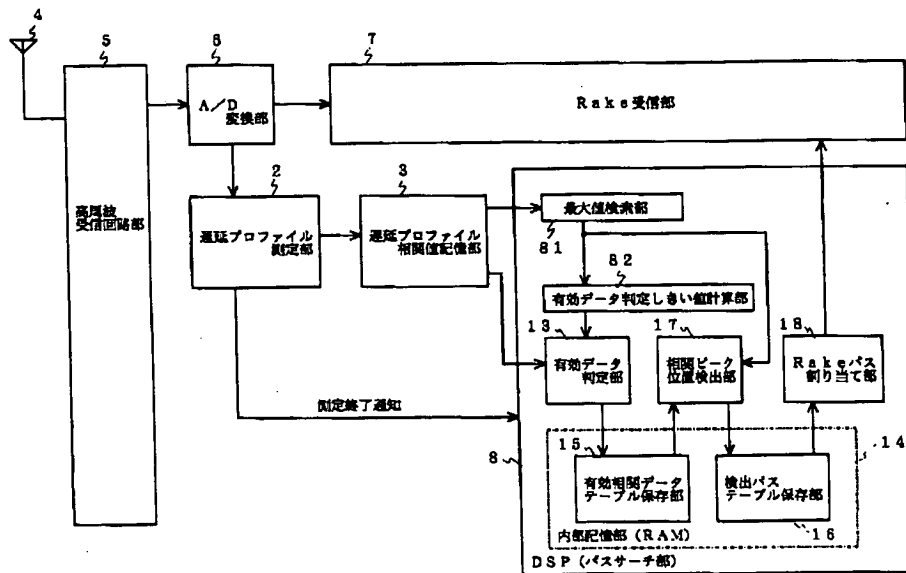 4
5
6
7
A/D
変換部
Rake受信部
高周波
受信回路部
2
3
遅延プロファイル
測定部
遅延プロファイル
相関値記憶部
最大値検索部
81
82
有効データ判定しきい値計算部
13
17
18
有効データ
判定部
相関ピーク
位置検出部
Rakeパス
割り当て部
測定終了通知
8
15
14
有効相関データ
テーブル保存部
検出パス
テーブル保存部
16
内部記憶部(RAM)
DSP(パスサーチ部)